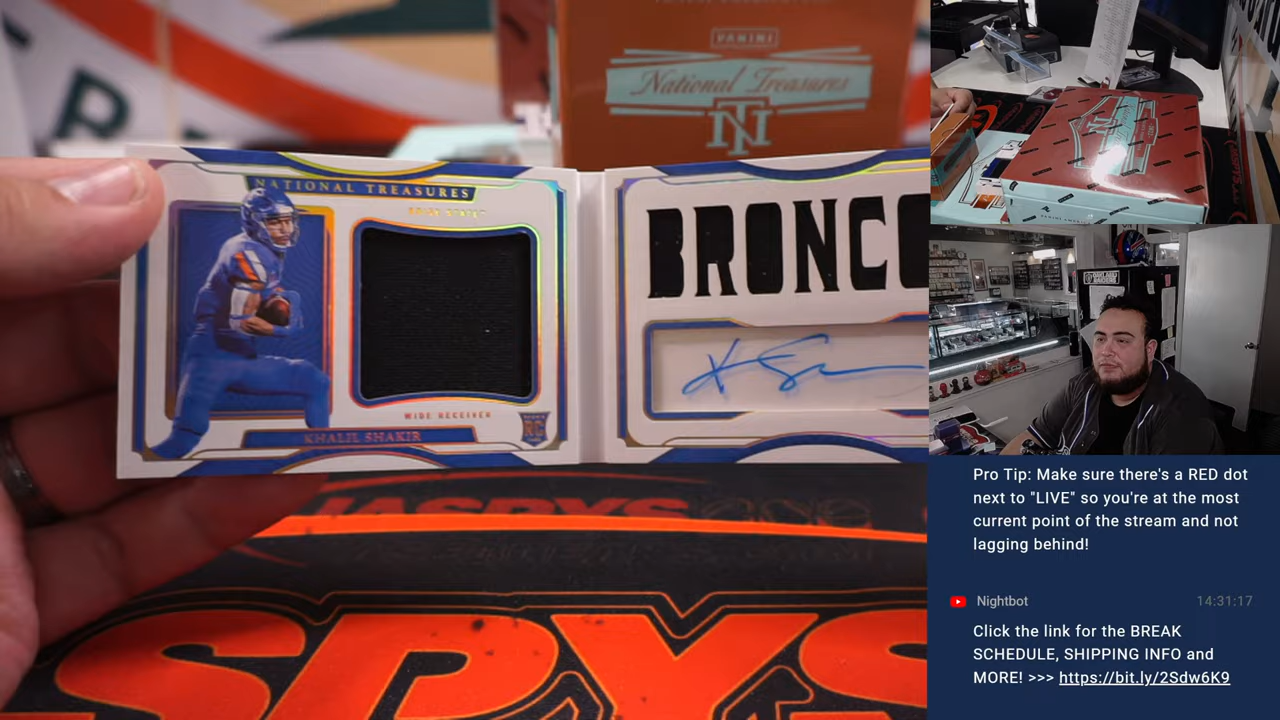 PANINI
National Treasures
NT
NATIONAL TREASURES
BOISE STATE
WIDE RECEIVER
RC
KHALIL SHAKIR
BRONCO
JASPYS
SPYS
Pro Tip: Make sure there's a RED dot
next to "LIVE" so you're at the most
current point of the stream and not
lagging behind!
Nightbot
14:31:17
Click the link for the BREAK
SCHEDULE, SHIPPING INFO and
MORE! >>> https://bit.ly/2Sdw6K9